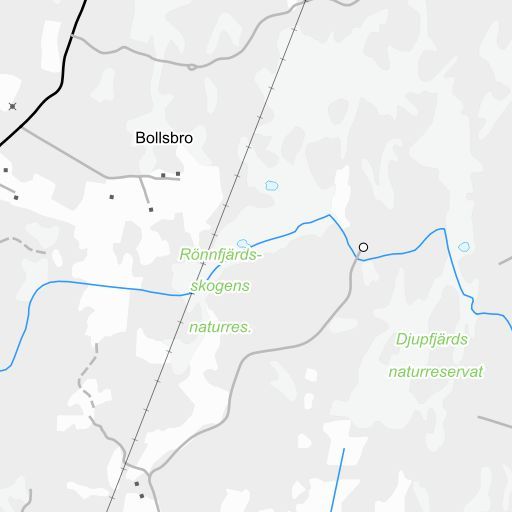 Bollsbro
Rönnfjärds-
skogens
naturres.
Djupfjärds
naturreservat